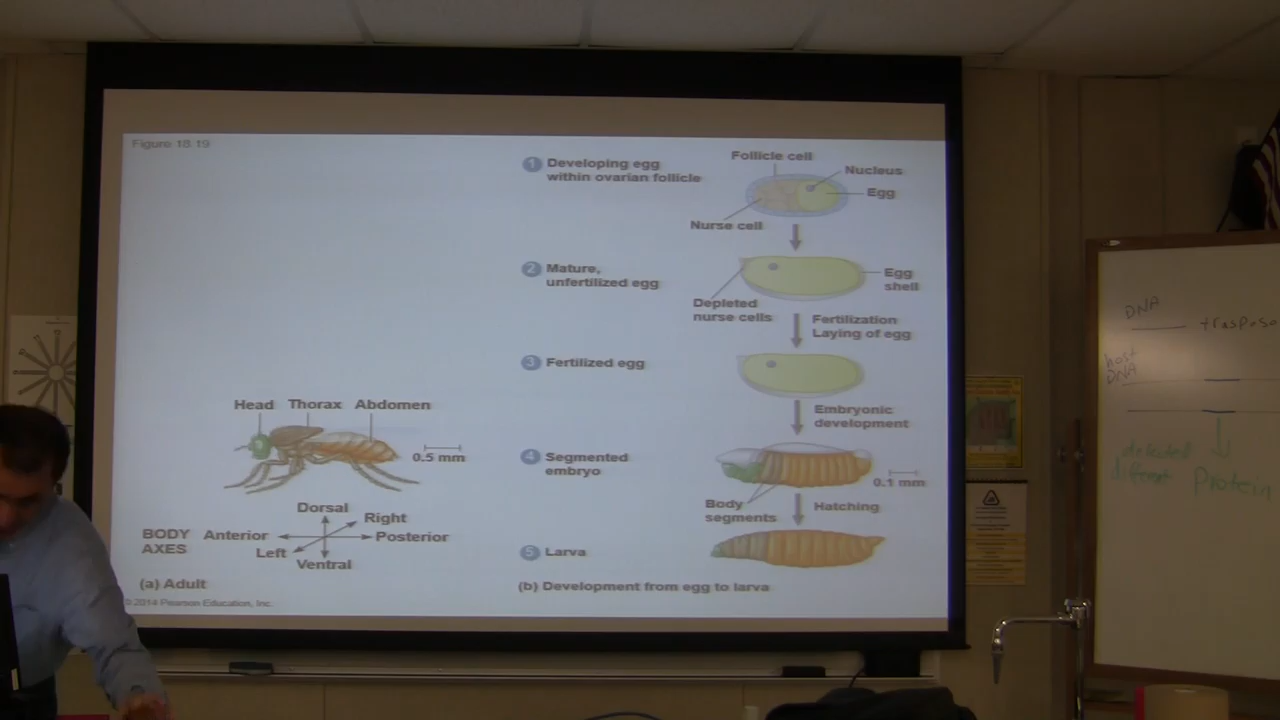 Figure 18.19
1 Developing egg
within ovarian follicle
Follicle cell
Nucleus
Egg
Nurse cell
2 Mature,
unfertilized egg
Egg
shell
Depleted
nurse cells
Fertilization
Laying of egg
3 Fertilized egg
Embryonic
development
4 Segmented
embryo
0.1 mm
Body
segments
Hatching
5 Larva
(b) Development from egg to larva
Head Thorax Abdomen
0.5 mm
BODY
AXES
Dorsal
Right
Anterior
Posterior
Left
Ventral
(a) Adult
© 2014 Pearson Education, Inc.
DNA
host
DNA
different
Protein